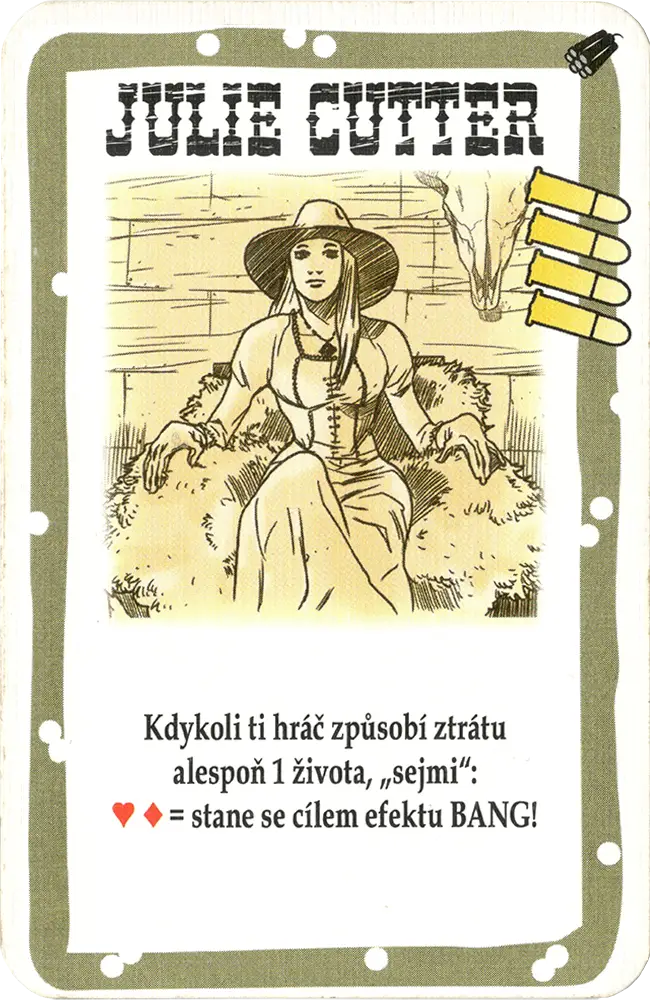 JULIE CUTTER
Kdykoli ti hráč způsobí ztrátu
alespoň 1 života, „sejmi“:
♥ ♦ = stane se cílem efektu BANG!